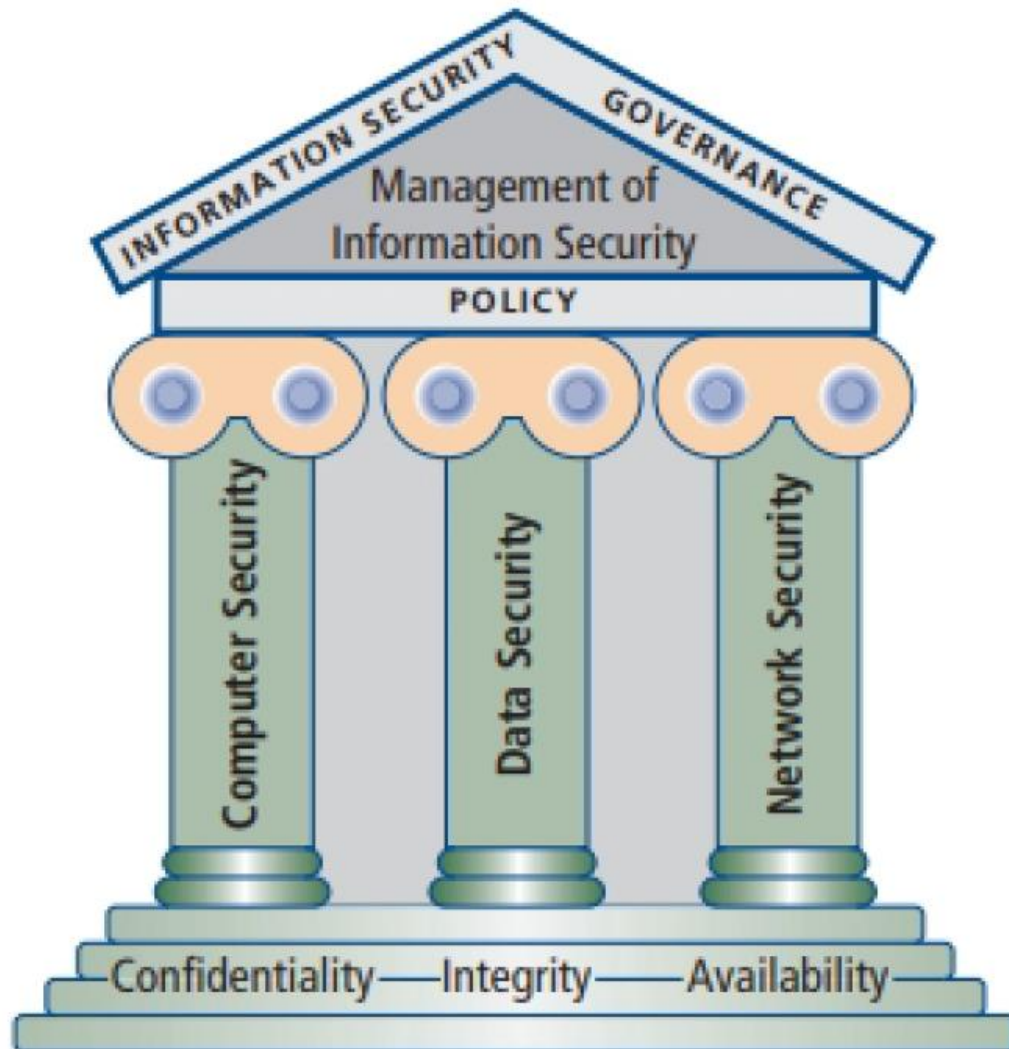 INFORMATION SECURITY
GOVERNANCE
Management of
Information Security
POLICY
Computer Security
Data Security
Network Security
Confidentiality Integrity Availability